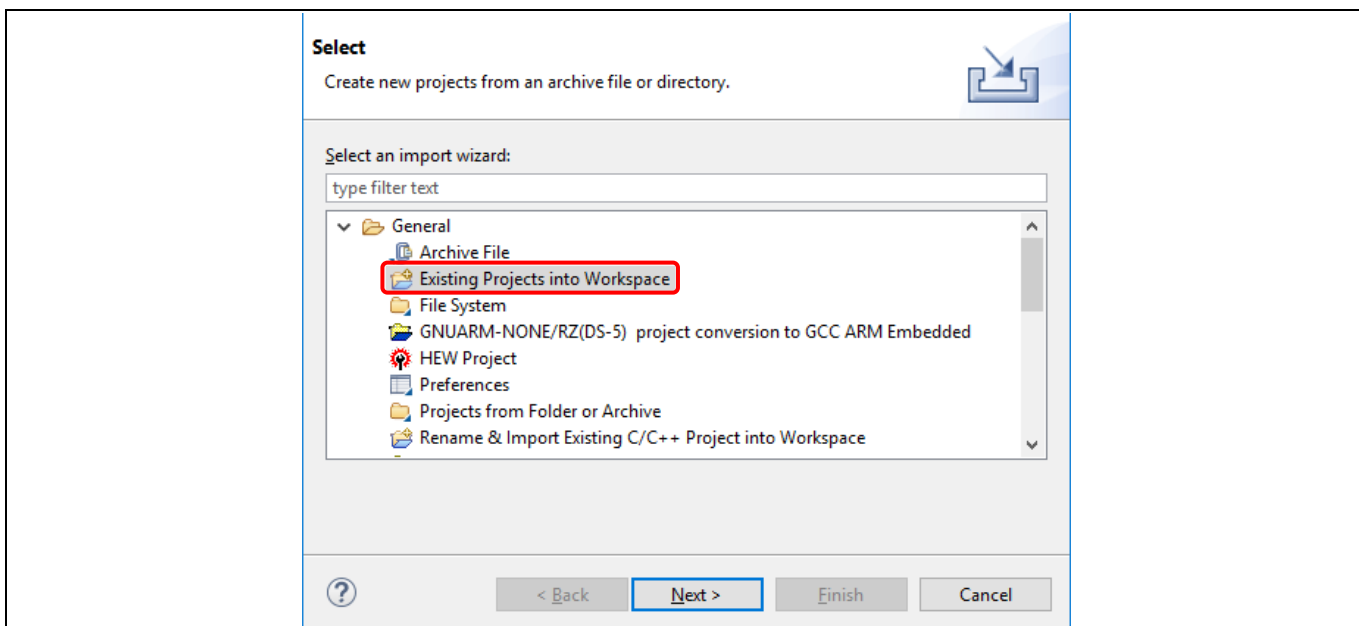 Select
Create new projects from an archive file or directory.
Select an import wizard:
type filter text
General
Archive File
Existing Projects into Workspace
File System
GNUARM-NONE/RZ(DS-5) project conversion to GCC ARM Embedded
HEW Project
Preferences
Projects from Folder or Archive
Rename & Import Existing C/C++ Project into Workspace
? < Back Next > Finish Cancel